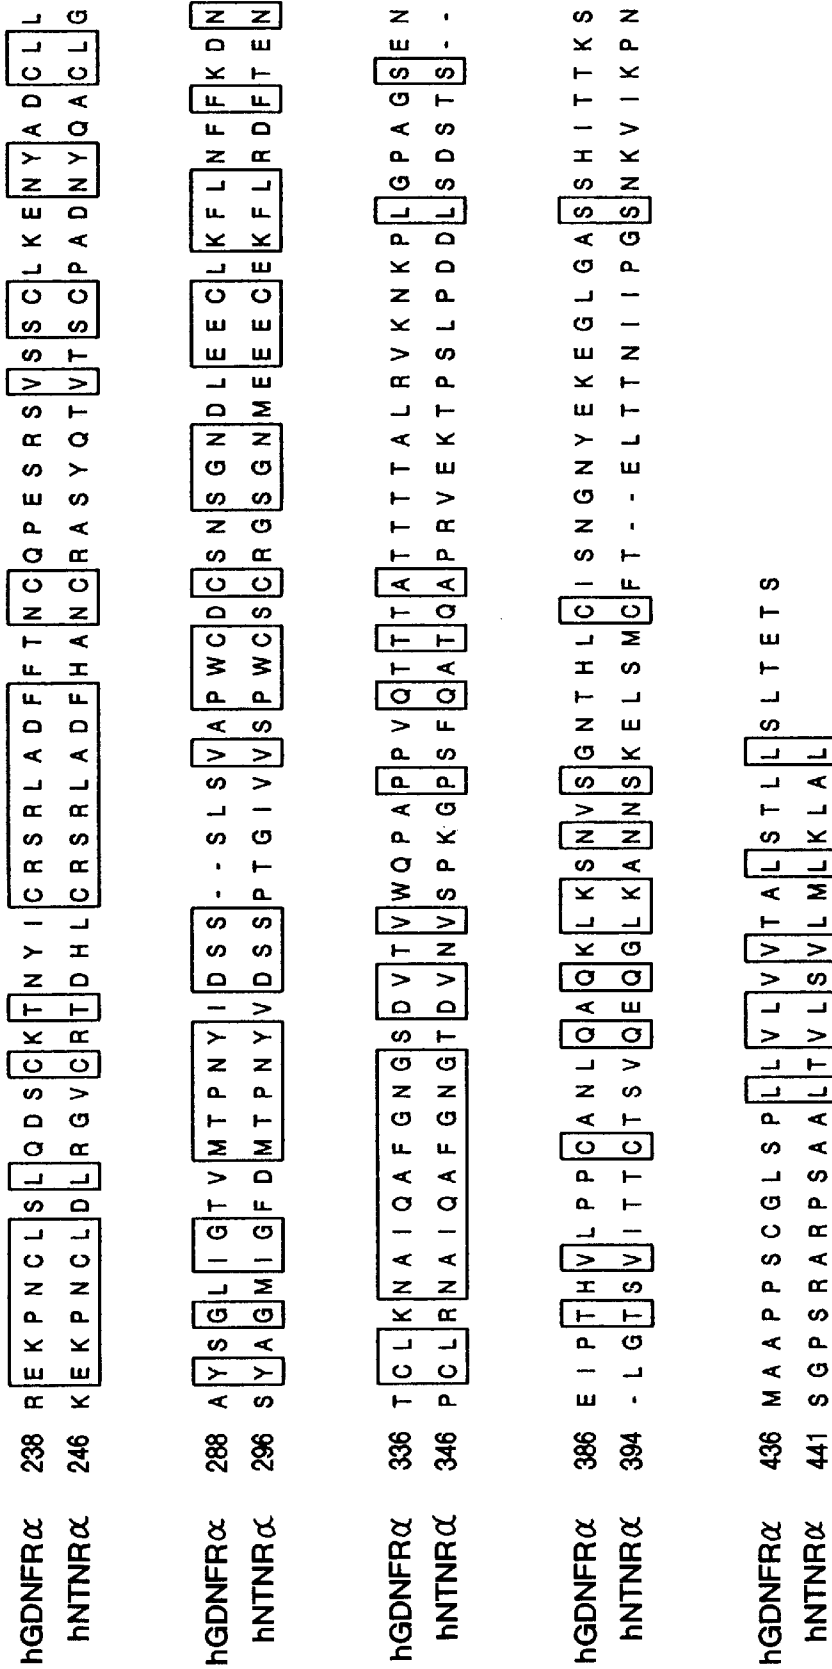 hGDNFRα 238 R E K P N C L S L Q D S C K T N Y I C R S R L A D F F T N C Q P E S R S V S S C L K E N Y A D C L L
hNTNRα 246 K E K P N C L D L R G V C R T D H L C R S R L A D F H A N C R A S Y Q T V T S C P A D N Y Q A C L G
hGDNFRα 288 A Y S G L I G T V M T P N Y I D S S - - S L S V A P W C D C S N S G N D L E E C L K F L N F F K D N
hNTNRα 296 S Y A G M I G F D M T P N Y V D S S P T G I V V S P W C S C R G S G N M E E E C E K F L R D F T E N
hGDNFRα 336 T C L K N A I Q A F G N G S D V T V W Q P A P P V Q T T T A T T T T A L R V K N K P L G P A G S E N
hNTNRα 346 P C L R N A I Q A F G N G T D V N V S P K G P S F Q A T Q A P R V E K T P S L P D D L S D S T S - -
hGDNFRα 386 E I P T H V L P P C A N L Q A Q K L K S N V S G N T H L C I S N G N Y E K E G L G A S S H I T T K S
hNTNRα 394 - L G T S V I T T C T S V Q E Q G L K A N N S K E L S M C F T - - E L T T N I I P G S N K V I K P N
hGDNFRα 436 M A A P P S C G L S P L L V L V V T A L S T L L S L T E T S
hNTNRα 441 S G P S R A R P S A A L T V L S V L M L K L A L